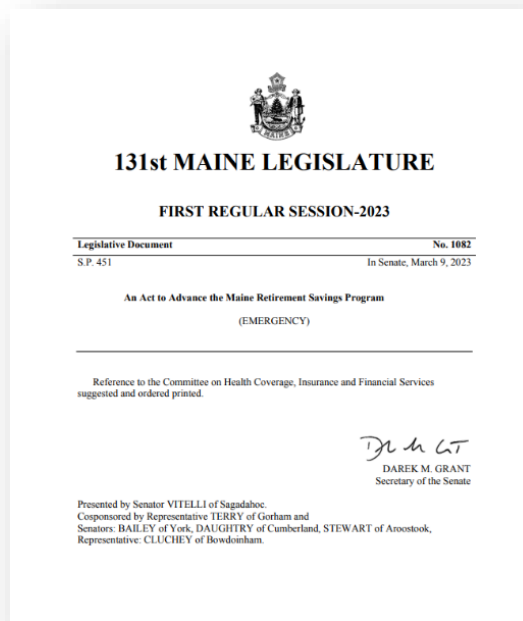 MAINE
131st MAINE LEGISLATURE
FIRST REGULAR SESSION-2023
Legislative Document No. 1082
S.P. 451 In Senate, March 9, 2023
An Act to Advance the Maine Retirement Savings Program
(EMERGENCY)
Reference to the Committee on Health Coverage, Insurance and Financial Services
suggested and ordered printed.
DAREK M. GRANT
Secretary of the Senate
Presented by Senator VITELLI of Sagadahoc.
Cosponsored by Representative TERRY of Gorham and
Senators: BAILEY of York, DAUGHTRY of Cumberland, STEWART of Aroostook,
Representative: CLUCHEY of Bowdoinham.